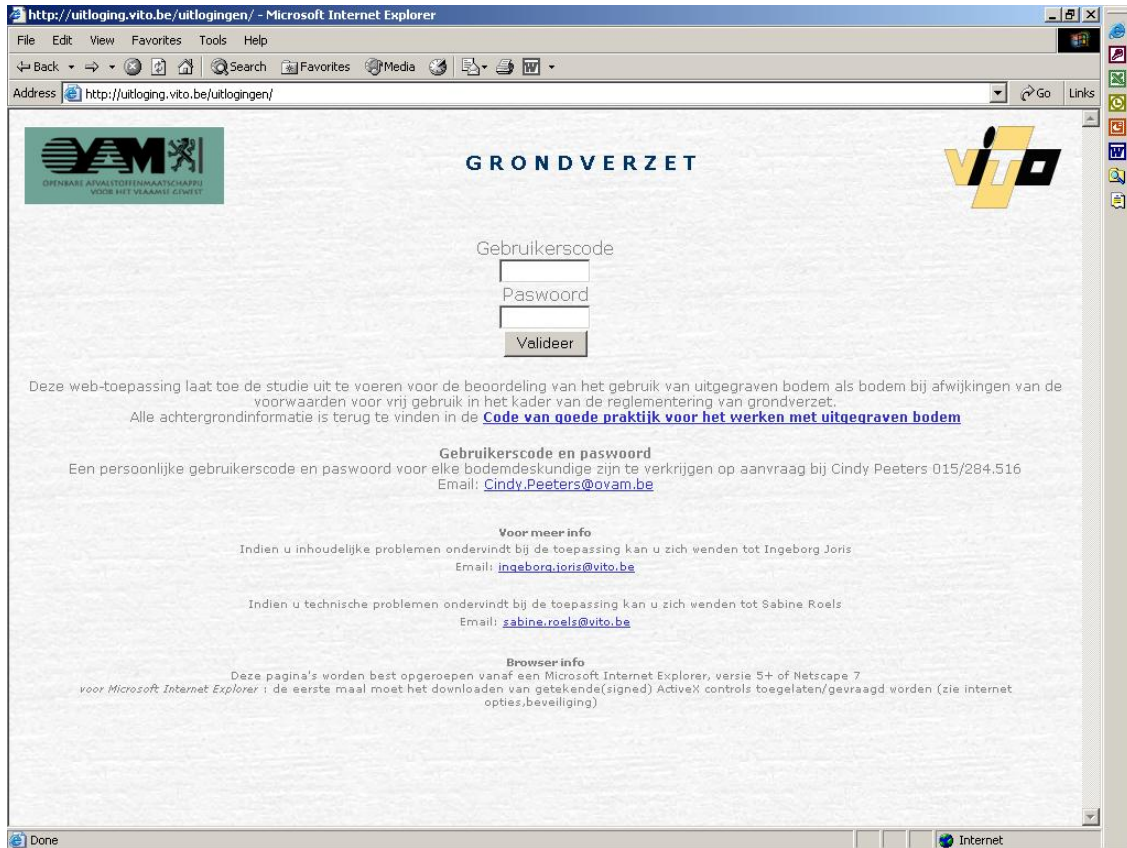 http://uitloging.vito.be/uitlogingen/ - Microsoft Internet Explorer
File Edit View Favorites Tools Help
Back Search Favorites Media
Address http://uitloging.vito.be/uitlogingen/ Go Links
OVAM
OPENBARE AFVALSTOFFENMAATSCHAPPIJ
VOOR HET VLAAMSE GEWEST
GRONDVERZET
vito
Gebruikerscode
Paswoord
Valideer
Deze web-toepassing laat toe de studie uit te voeren voor de beoordeling van het gebruik van uitgegraven bodem als bodem bij afwijkingen van de
voorwaarden voor vrij gebruik in het kader van de reglementering van grondverzet.
Alle achtergrondinformatie is terug te vinden in de Code van goede praktijk voor het werken met uitgegraven bodem
Gebruikerscode en paswoord
Een persoonlijke gebruikerscode en paswoord voor elke bodemdeskundige zijn te verkrijgen op aanvraag bij Cindy Peeters 015/284.516
Email: Cindy.Peeters@ovam.be
Voor meer info
Indien u inhoudelijke problemen ondervindt bij de toepassing kan u zich wenden tot Ingeborg Joris
Email: ingeborg.joris@vito.be
Indien u technische problemen ondervindt bij de toepassing kan u zich wenden tot Sabine Roels
Email: sabine.roels@vito.be
Browser info
Deze pagina's worden best opgeroepen vanaf een Microsoft Internet Explorer, versie 5+ of Netscape 7
voor Microsoft Internet Explorer : de eerste maal moet het downloaden van getekende(signed) ActiveX controls toegelaten/gevraagd worden (zie internet
opties,beveiliging)
Done Internet